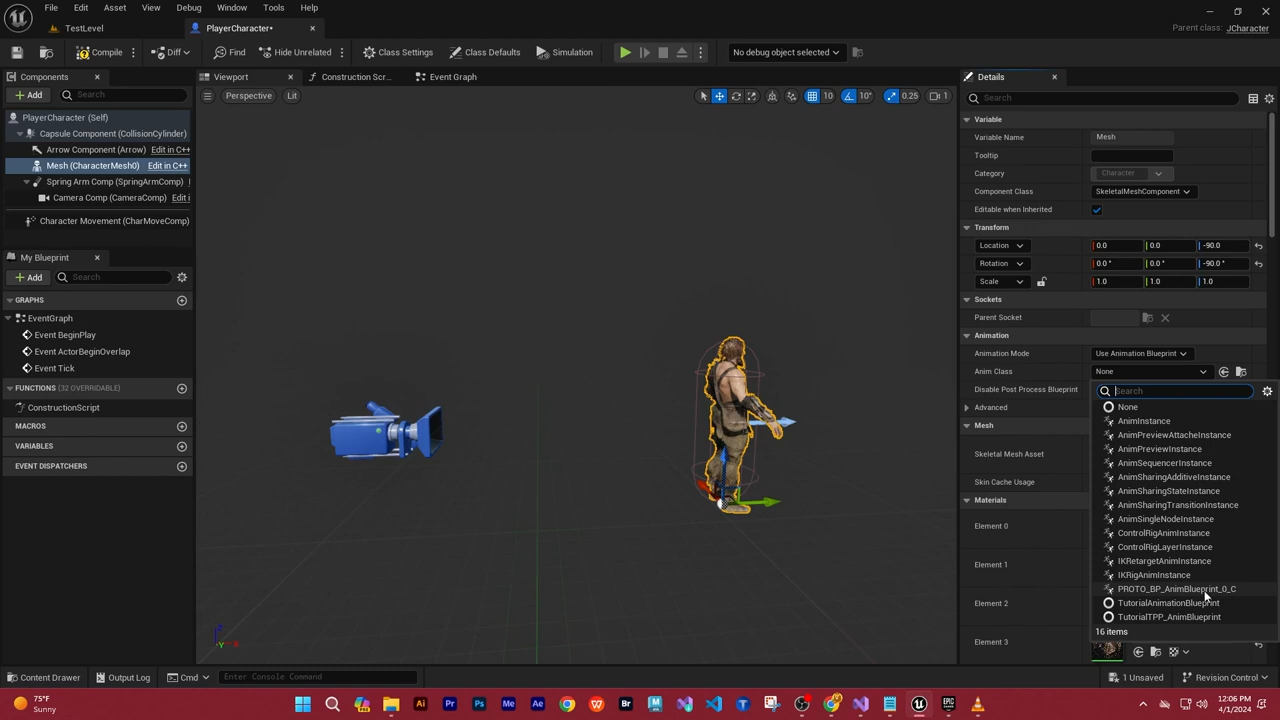 File Edit Asset View Debug Window Tools Help
TestLevel
PlayerCharacter*
Parent class: JCharacter
Compile
Diff
Find
Hide Unrelated
Class Settings
Class Defaults
Simulation
No debug object selected
Components
Add
Search
PlayerCharacter (Self)
Capsule Component (CollisionCylinder)
Arrow Component (Arrow) Edit in C++
Mesh (CharacterMesh0) Edit in C++
Spring Arm Comp (SpringArmComp)
Camera Comp (CameraComp) Edit i
Character Movement (CharMoveComp)
My Blueprint
Add
Search
GRAPHS
EventGraph
Event BeginPlay
Event ActorBeginOverlap
Event Tick
FUNCTIONS (32 OVERRIDABLE)
ConstructionScript
MACROS
VARIABLES
EVENT DISPATCHERS
Viewport
Construction Scr...
Event Graph
Perspective
Lit
10
10°
0.25
1
Z
Y
X
Details
Search
Variable
Variable Name Mesh
Tooltip
Category Character
Component Class SkeletalMeshComponent
Editable when Inherited
Transform
Location 0.0 0.0 -90.0
Rotation 0.0 ° 0.0 ° -90.0 °
Scale 1.0 1.0 1.0
Sockets
Parent Socket
Animation
Animation Mode Use Animation Blueprint
Anim Class None
Disable Post Process Blueprint
Advanced
Mesh
Skeletal Mesh Asset
Skin Cache Usage
Materials
Element 0
Element 1
Element 2
Element 3
Search
None
AnimInstance
AnimPreviewAttacheInstance
AnimPreviewInstance
AnimSequencerInstance
AnimSharingAdditiveInstance
AnimSharingStateInstance
AnimSharingTransitionInstance
AnimSingleNodeInstance
ControlRigAnimInstance
ControlRigLayerInstance
IKRetargetAnimInstance
IKRigAnimInstance
PROTO_BP_AnimBlueprint_0_C
TutorialAnimationBlueprint
TutorialTPP_AnimBlueprint
16 items
Content Drawer
Output Log
Cmd
Enter Console Command
1 Unsaved
Revision Control
75°F
Sunny
Ai
Pr
Ps
Me
Ae
Br
M
T
EPIC
12:06 PM
4/1/2024